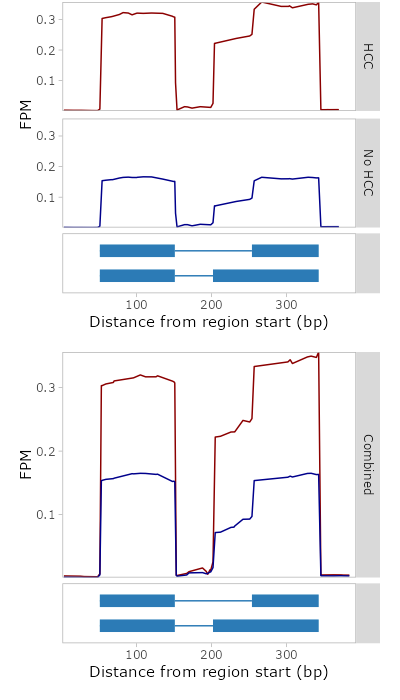 0.3
0.2
0.1
HCC
FPM
0.3
0.2
0.1
No HCC
100
200
300
Distance from region start (bp)
0.3
0.2
0.1
FPM
Combined
100
200
300
Distance from region start (bp)